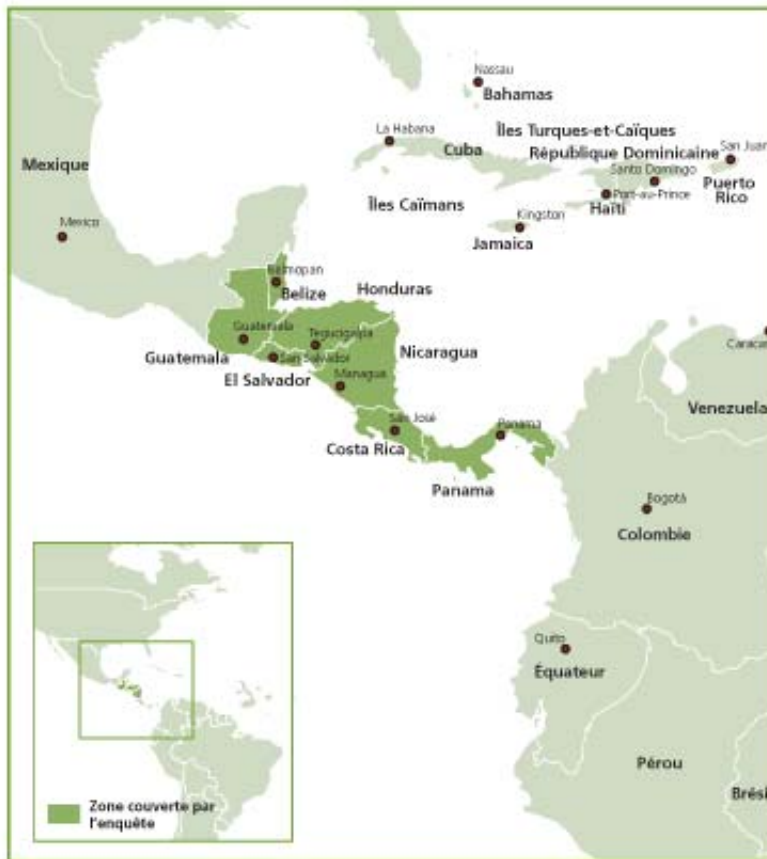 Nassau
Bahamas
La Habana
Cuba
Îles Turques-et-Caïques
République Dominicaine
San Juan
Santo Domingo
Puerto
Rico
Mexique
Îles Caïmans
Port-au-Prince
Haïti
Kingston
Jamaica
Mexico
Belmopan
Belize
Honduras
Guatemala
Tegucigalpa
Guatemala
San Salvador
Nicaragua
El Salvador
Managua
Caracas
Venezuela
San José
Costa Rica
Panama
Panama
Bogotá
Colombie
Quito
Équateur
Pérou
Brési
Zone couverte par
l'enquête